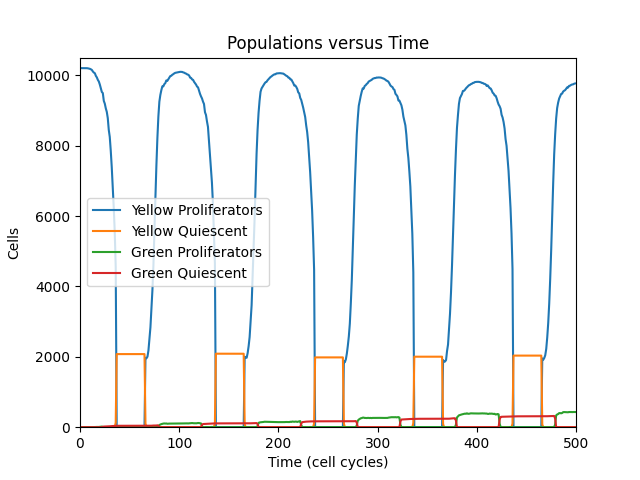 Populations versus Time
10000
8000
6000
4000
2000
0
Cells
Yellow Proliferators
Yellow Quiescent
Green Proliferators
Green Quiescent
0 100 200 300 400 500
Time (cell cycles)